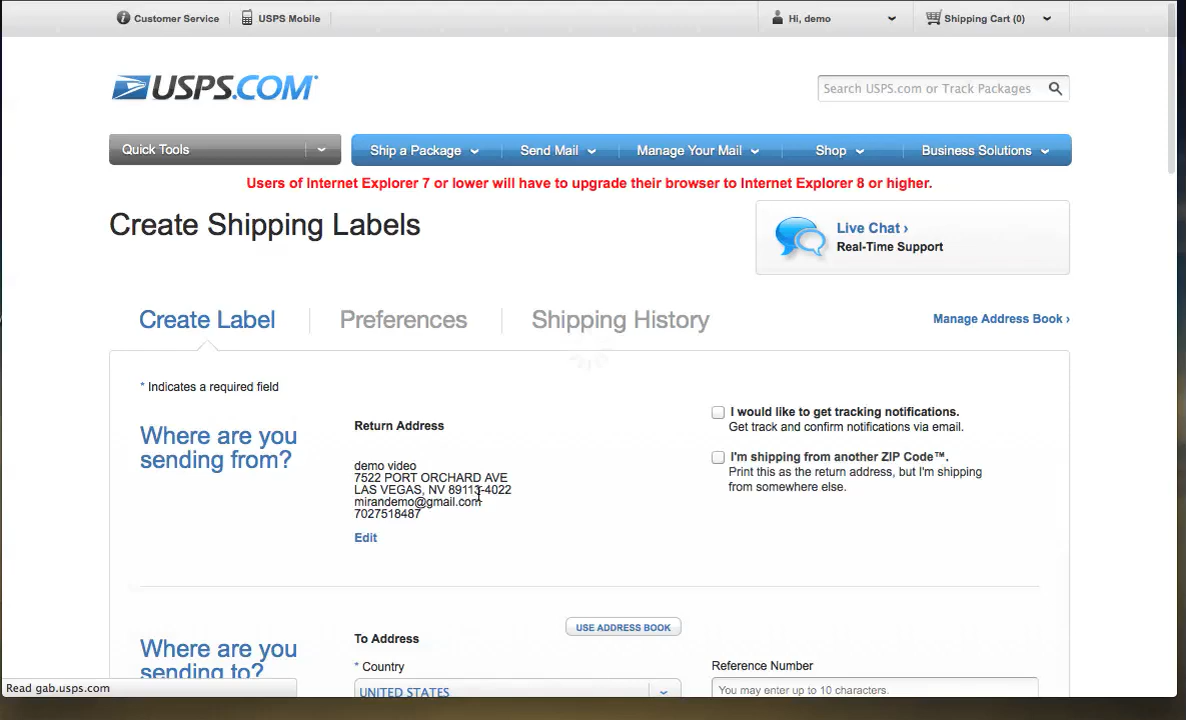 Customer Service
USPS Mobile
Hi, demo
Shipping Cart (0)
USPS.COM
Search USPS.com or Track Packages
Quick Tools
Ship a Package
Send Mail
Manage Your Mail
Shop
Business Solutions
Users of Internet Explorer 7 or lower will have to upgrade their browser to Internet Explorer 8 or higher.
Create Shipping Labels
Live Chat ›
Real-Time Support
Create Label
Preferences
Shipping History
Manage Address Book ›
* Indicates a required field
Where are you
sending from?
Return Address
demo video
7522 PORT ORCHARD AVE
LAS VEGAS, NV 89113-4022
mirandemo@gmail.com
7027518487
Edit
I would like to get tracking notifications.
Get track and confirm notifications via email.
I'm shipping from another ZIP Code™.
Print this as the return address, but I'm shipping
from somewhere else.
Where are you
sending to?
To Address
USE ADDRESS BOOK
* Country
UNITED STATES
Reference Number
You may enter up to 10 characters.
Read gab.usps.com